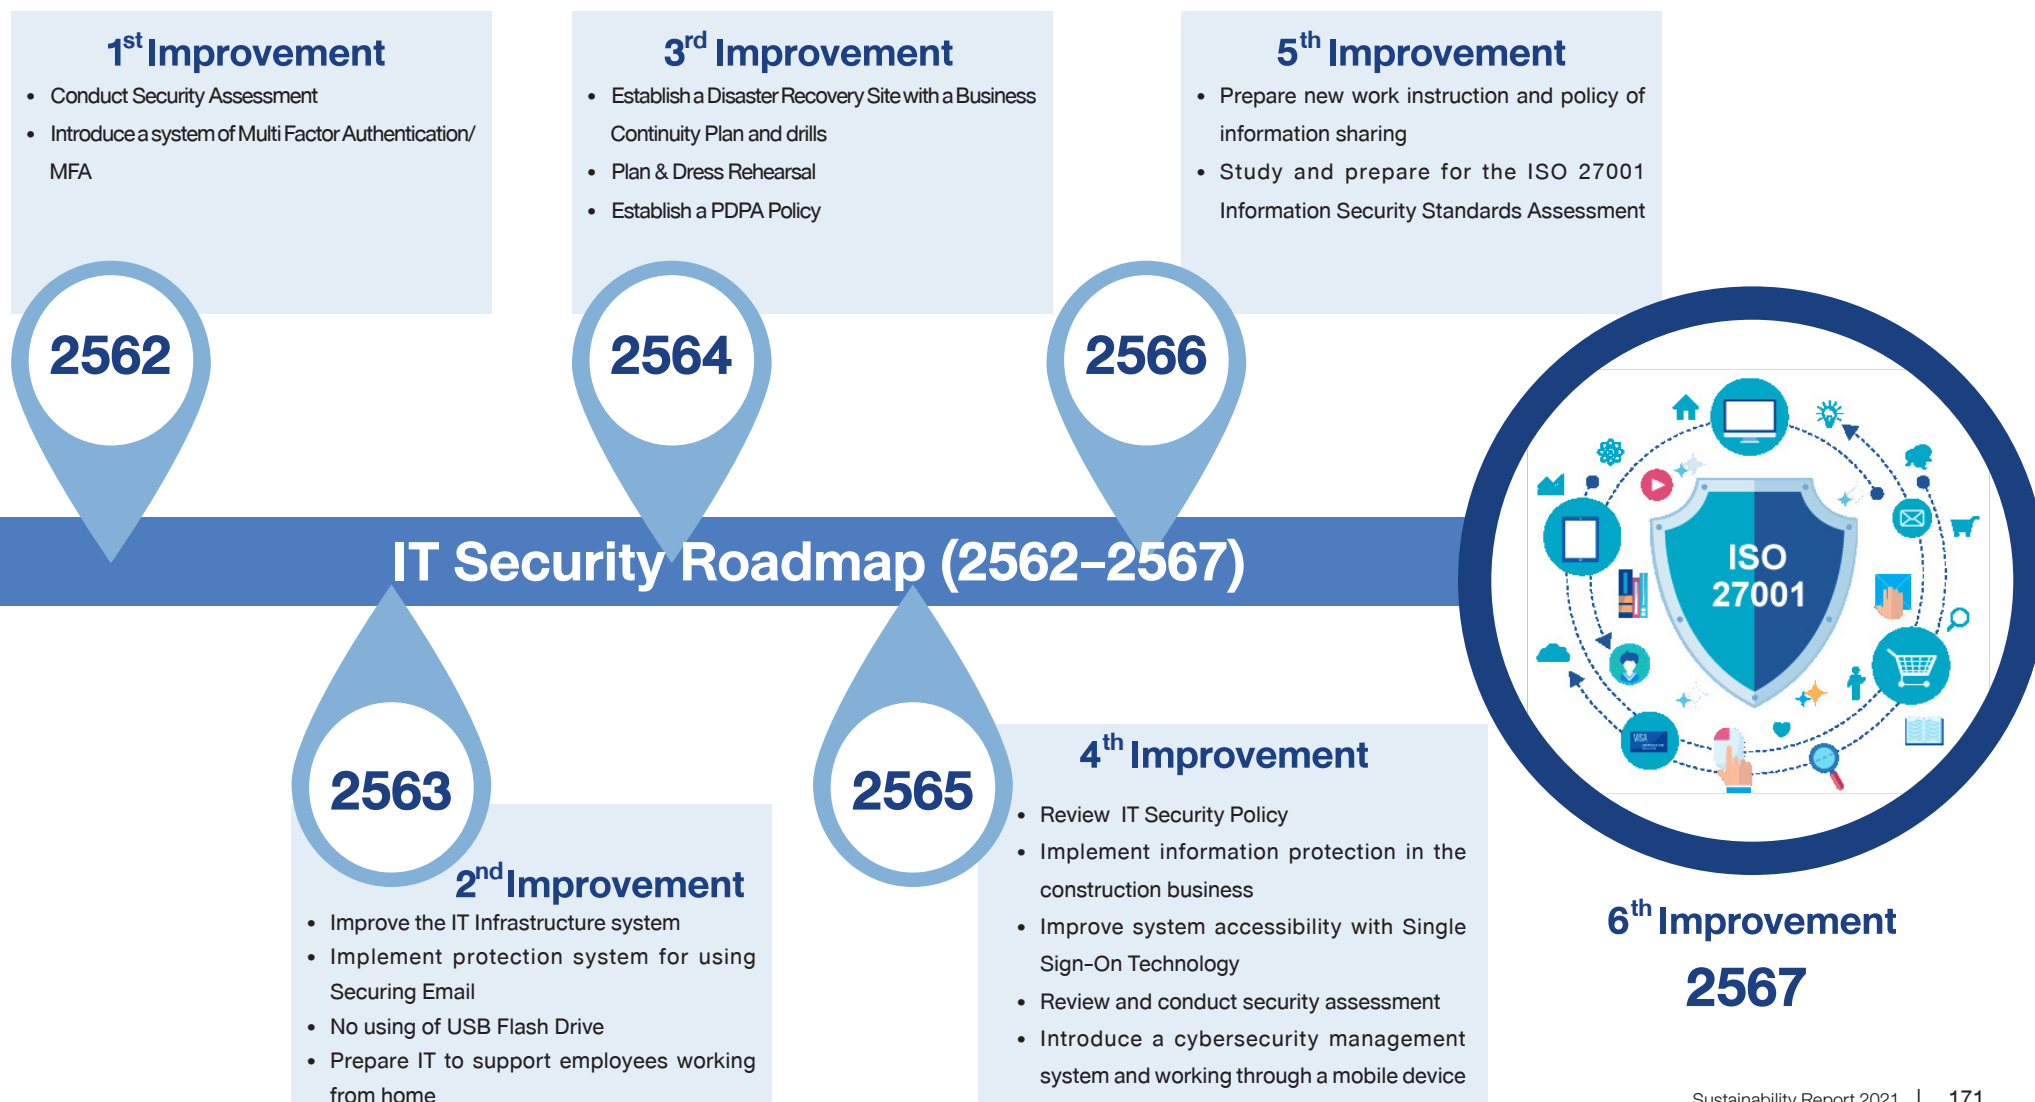 1st Improvement
• Conduct Security Assessment
• Introduce a system of Multi Factor Authentication/
MFA
2562
3rd Improvement
• Establish a Disaster Recovery Site with a Business
Continuity Plan and drills
• Plan & Dress Rehearsal
• Establish a PDPA Policy
2564
5th Improvement
• Prepare new work instruction and policy of
information sharing
• Study and prepare for the ISO 27001
Information Security Standards Assessment
2566
IT Security Roadmap (2562–2567)
ISO
27001
VISA
2563
2nd Improvement
• Improve the IT Infrastructure system
• Implement protection system for using
Securing Email
• No using of USB Flash Drive
• Prepare IT to support employees working
from home
2565
4th Improvement
• Review IT Security Policy
• Implement information protection in the
construction business
• Improve system accessibility with Single
Sign-On Technology
• Review and conduct security assessment
• Introduce a cybersecurity management
system and working through a mobile device
6th Improvement
2567
Sustainability Report 2021 | 171